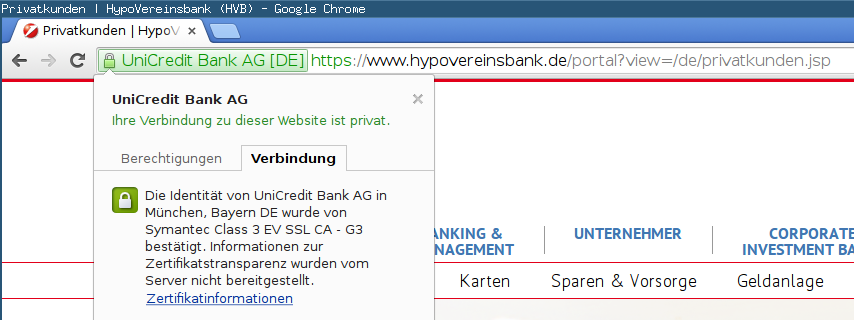 Privatkunden | HypoVereinsbank (HVB) - Google Chrome
Privatkunden | HypoV
UniCredit Bank AG [DE] https://www.hypovereinsbank.de/portal?view=/de/privatkunden.jsp
UniCredit Bank AG
Ihre Verbindung zu dieser Website ist privat.
Berechtigungen Verbindung
Die Identität von UniCredit Bank AG in
München, Bayern DE wurde von
Symantec Class 3 EV SSL CA - G3
bestätigt. Informationen zur
Zertifikatstransparenz wurden vom
Server nicht bereitgestellt.
Zertifikatinformationen
ANKING &
NAGEMENT
UNTERNEHMER
CORPORATE
INVESTMENT BA
Karten Sparen & Vorsorge Geldanlage